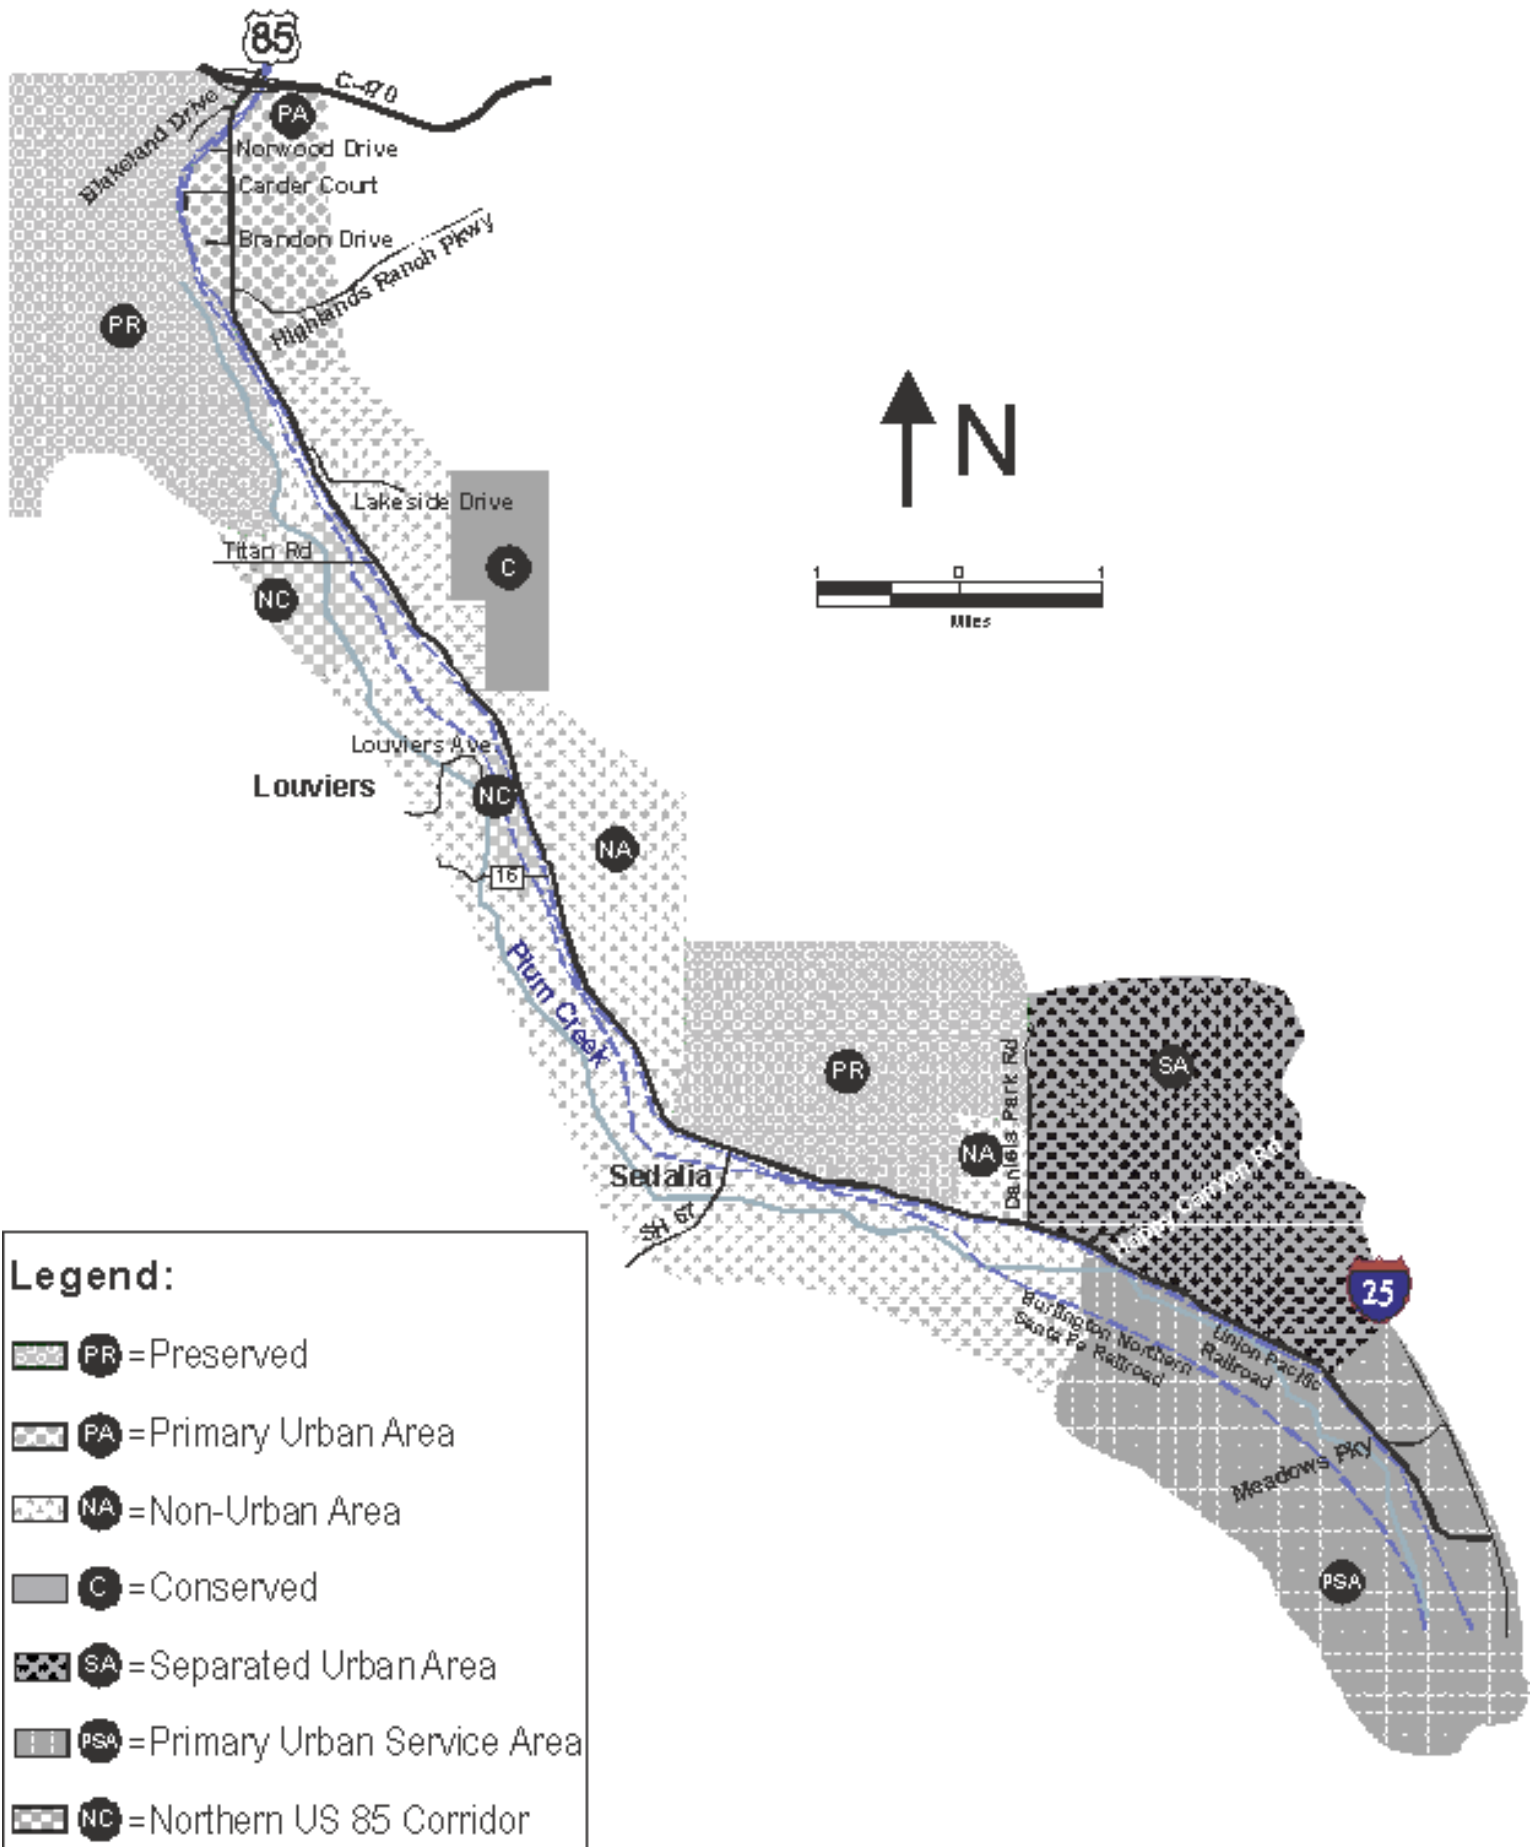 85
C-470
PA
Blakeland Drive
Norwood Drive
Carder Court
Brandon Drive
Highlands Ranch Pkwy
PR
N
Lakeside Drive
Titan Rd
C
NC
1 0 1
Miles
Louviers Ave
Louviers
NC
NA
16
Plum Creek
PR
Daniels Park Rd
SA
NA
Sedalia
SH 67
Happy Canyon Rd
25
Burlington Northern
Santa Fe Railroad
Union Pacific
Railroad
Meadows Pky
PSA
Legend:
PR =Preserved
PA =Primary Urban Area
NA =Non-Urban Area
C =Conserved
SA =Separated Urban Area
PSA =Primary Urban Service Area
NC =Northern US 85 Corridor